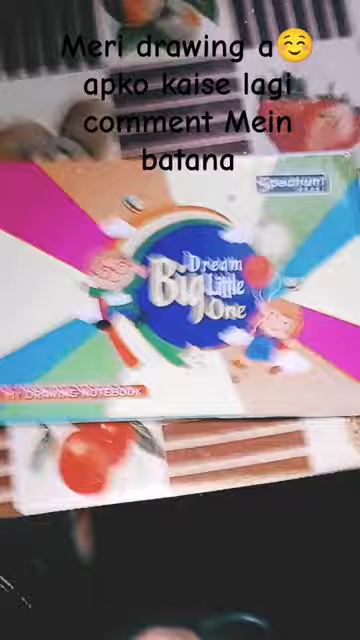 Meri drawing a☺️
apko kaise lagi
comment Mein
batana
Spectrum
Dream
Big Little
One
MY DRAWING NOTEBOOK